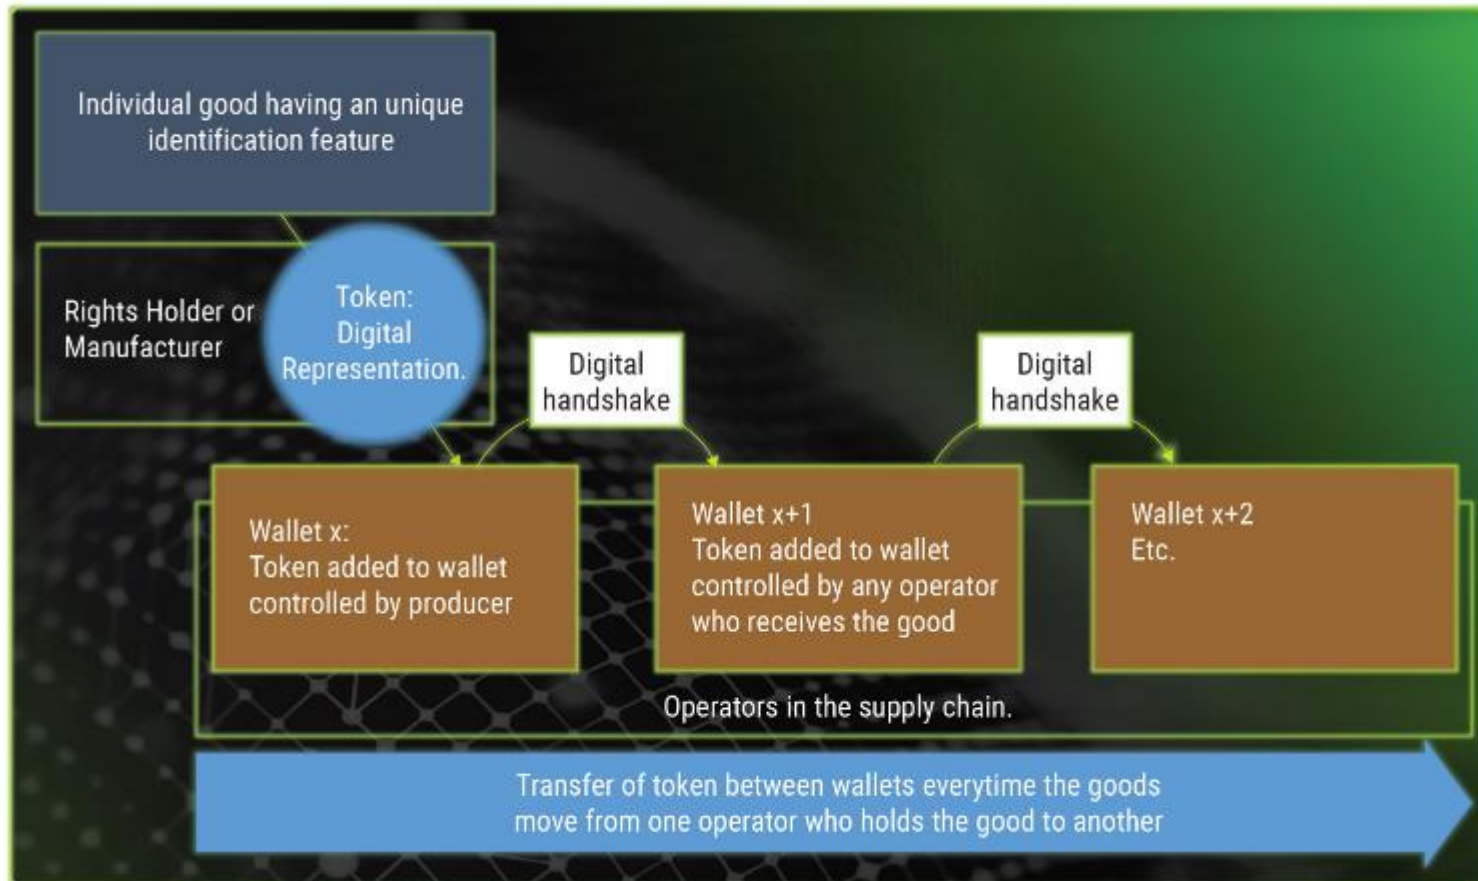 Individual good having an unique
identification feature
Rights Holder or
Manufacturer
Token:
Digital
Representation.
Digital
handshake
Digital
handshake
Wallet x:
Token added to wallet
controlled by producer
Wallet x+1
Token added to wallet
controlled by any operator
who receives the good
Wallet x+2
Etc.
Operators in the supply chain.
Transfer of token between wallets everytime the goods
move from one operator who holds the good to another